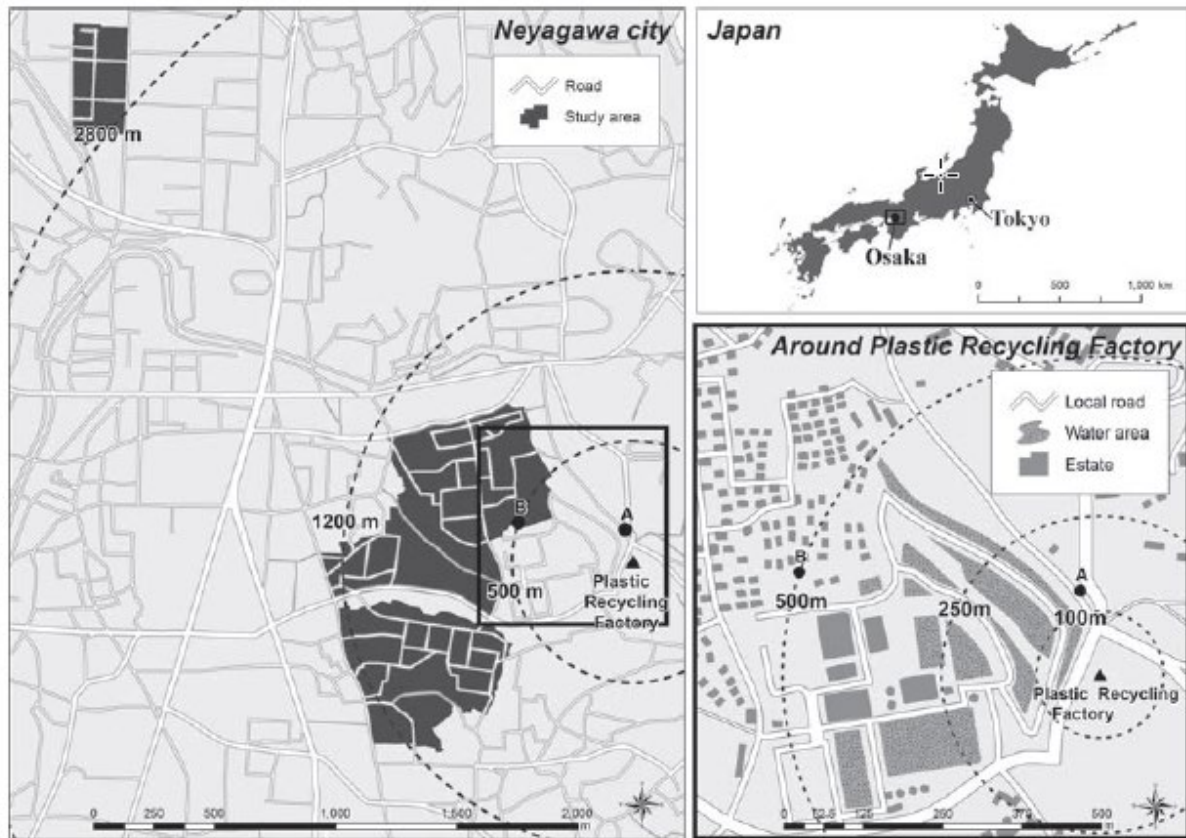 Neyagawa city
Road
Study area
2800 m
1200 m
500 m
B
A
Plastic
Recycling
Factory
0 500 1,000 1,500 2,000
m
Japan
Tokyo
Osaka
0 500 1,000 km
Around Plastic Recycling Factory
Local road
Water area
Estate
B
500m
250m
A
100m
Plastic Recycling
Factory
0 62.5 125 250 375 500
m